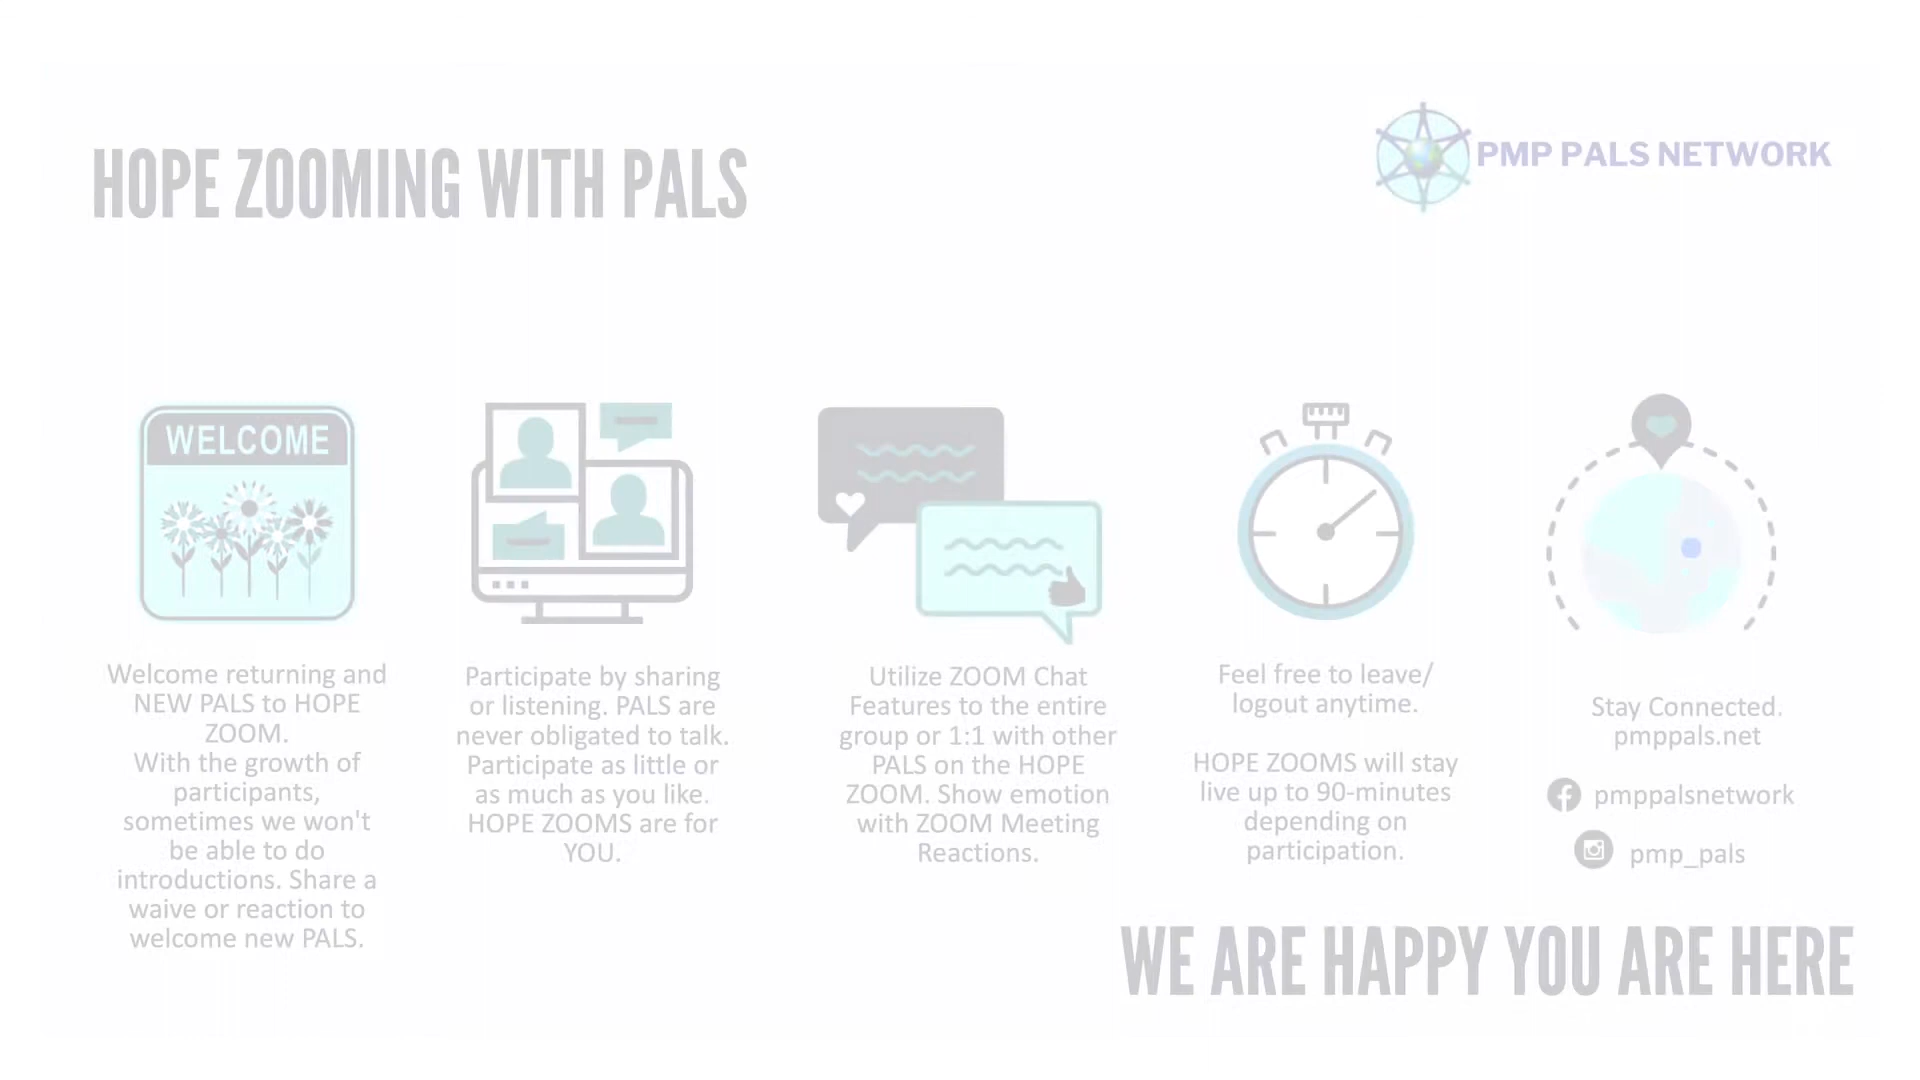 HOPE ZOOMING WITH PALS
PMP PALS NETWORK
WELCOME
Welcome returning and
NEW PALS to HOPE
ZOOM.
With the growth of
participants,
sometimes we won't
be able to do
introductions. Share a
waive or reaction to
welcome new PALS.
Participate by sharing
or listening. PALS are
never obligated to talk.
Participate as little or
as much as you like.
HOPE ZOOMS are for
YOU.
Utilize ZOOM Chat
Features to the entire
group or 1:1 with other
PALS on the HOPE
ZOOM. Show emotion
with ZOOM Meeting
Reactions.
Feel free to leave/
logout anytime.
HOPE ZOOMS will stay
live up to 90-minutes
depending on
participation.
Stay Connected.
pmppals.net
pmppalsnetwork
pmp_pals
WE ARE HAPPY YOU ARE HERE